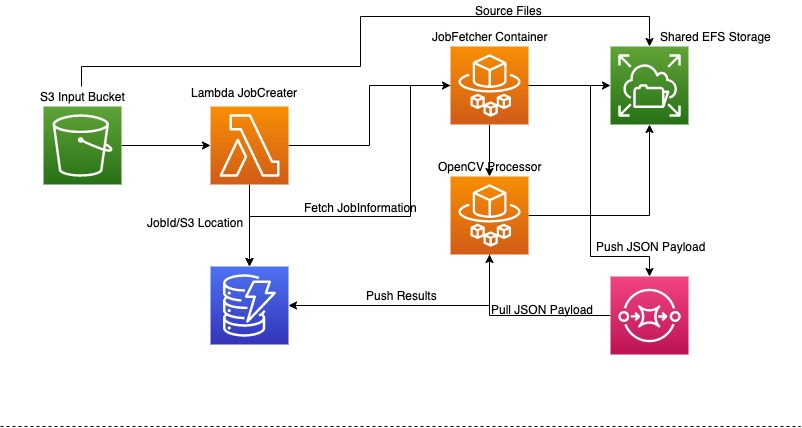 Source Files
JobFetcher Container
Shared EFS Storage
S3 Input Bucket
Lambda JobCreater
OpenCV Processor
Fetch JobInformation
JobId/S3 Location
Push JSON Payload
Push Results
Pull JSON Payload